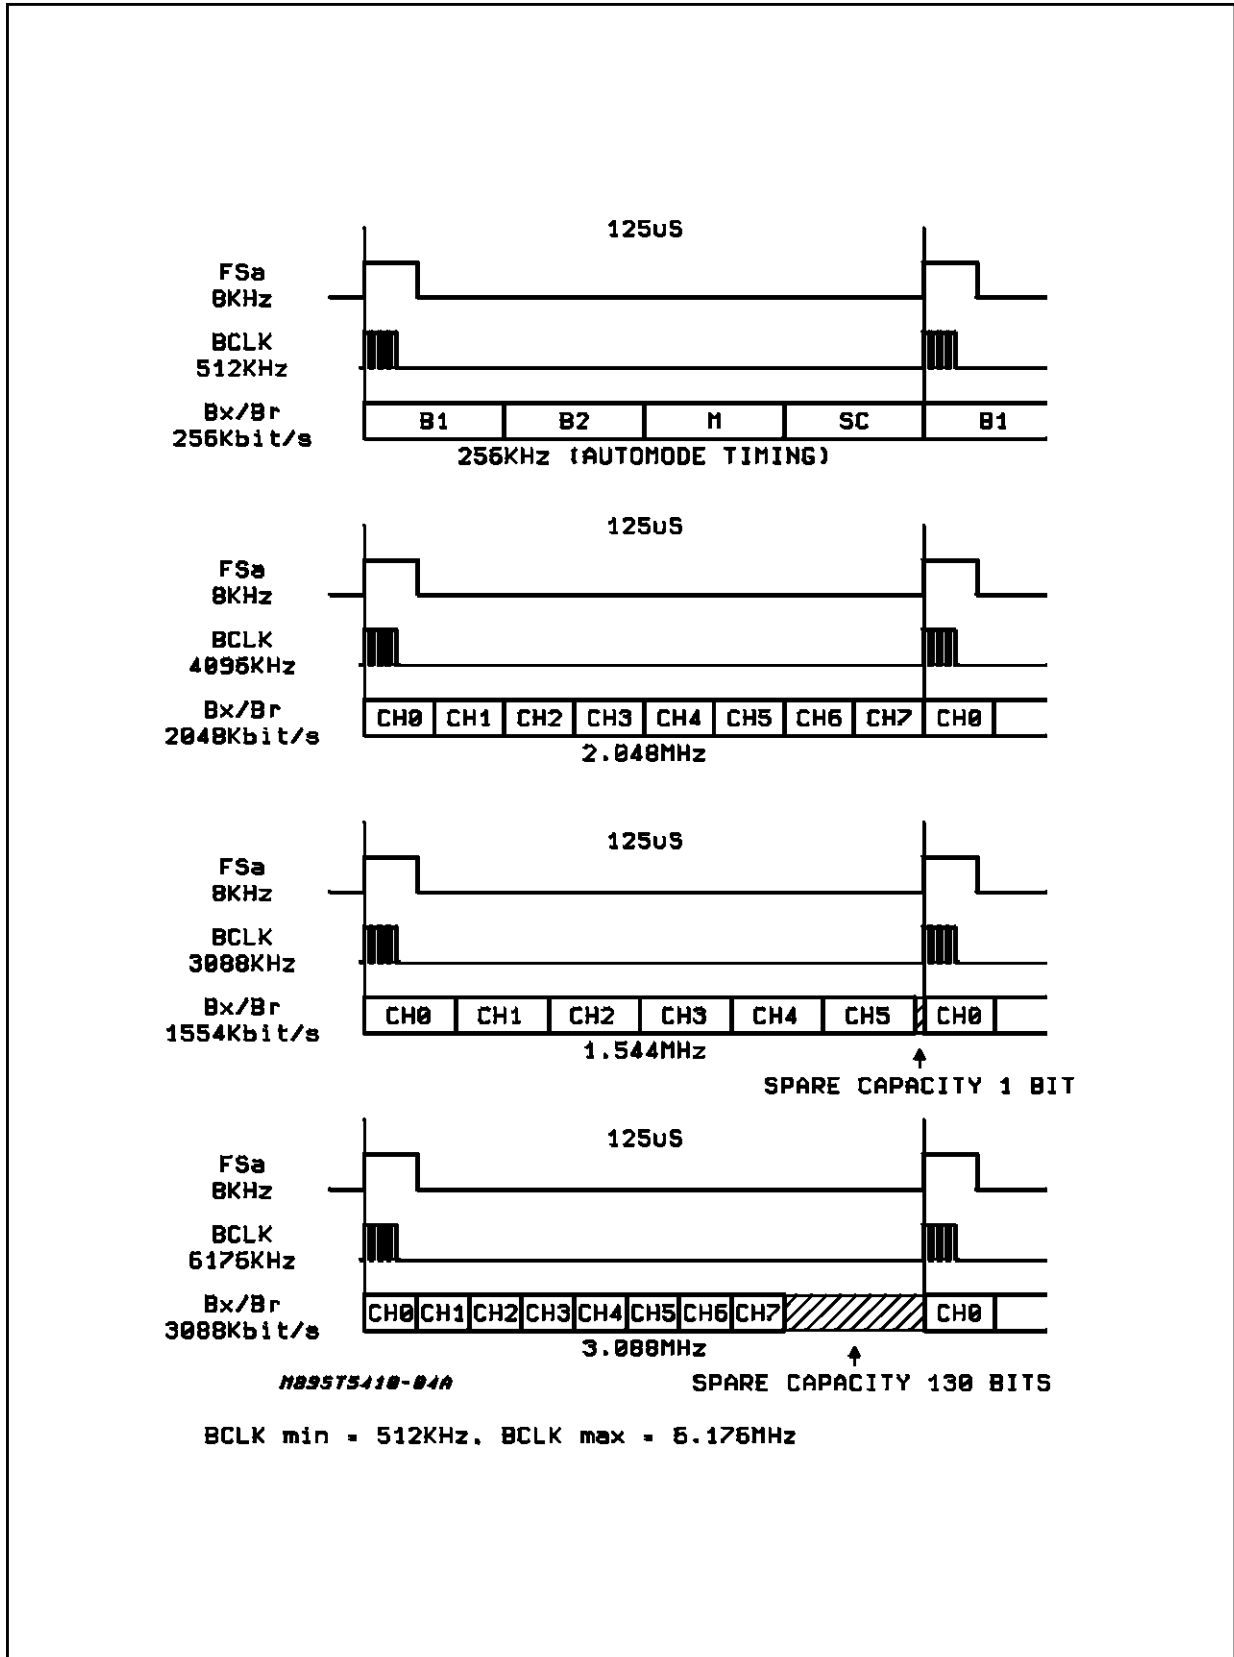 125uS
FSa
8KHz
BCLK
512KHz
Bx/Br
256Kbit/s
B1 B2 M SC B1
256KHz (AUTOMODE TIMING)
125uS
FSa
8KHz
BCLK
4096KHz
Bx/Br
2048Kbit/s
CH0 CH1 CH2 CH3 CH4 CH5 CH6 CH7 CH0
2.048MHz
125uS
FSa
8KHz
BCLK
3088KHz
Bx/Br
1554Kbit/s
CH0 CH1 CH2 CH3 CH4 CH5 CH0
1.544MHz
SPARE CAPACITY 1 BIT
125uS
FSa
8KHz
BCLK
6176KHz
Bx/Br
3088Kbit/s
CH0 CH1 CH2 CH3 CH4 CH5 CH6 CH7 CH0
3.088MHz
M89ST5410-04A
SPARE CAPACITY 130 BITS
BCLK min = 512KHz. BCLK max = 6.176MHz